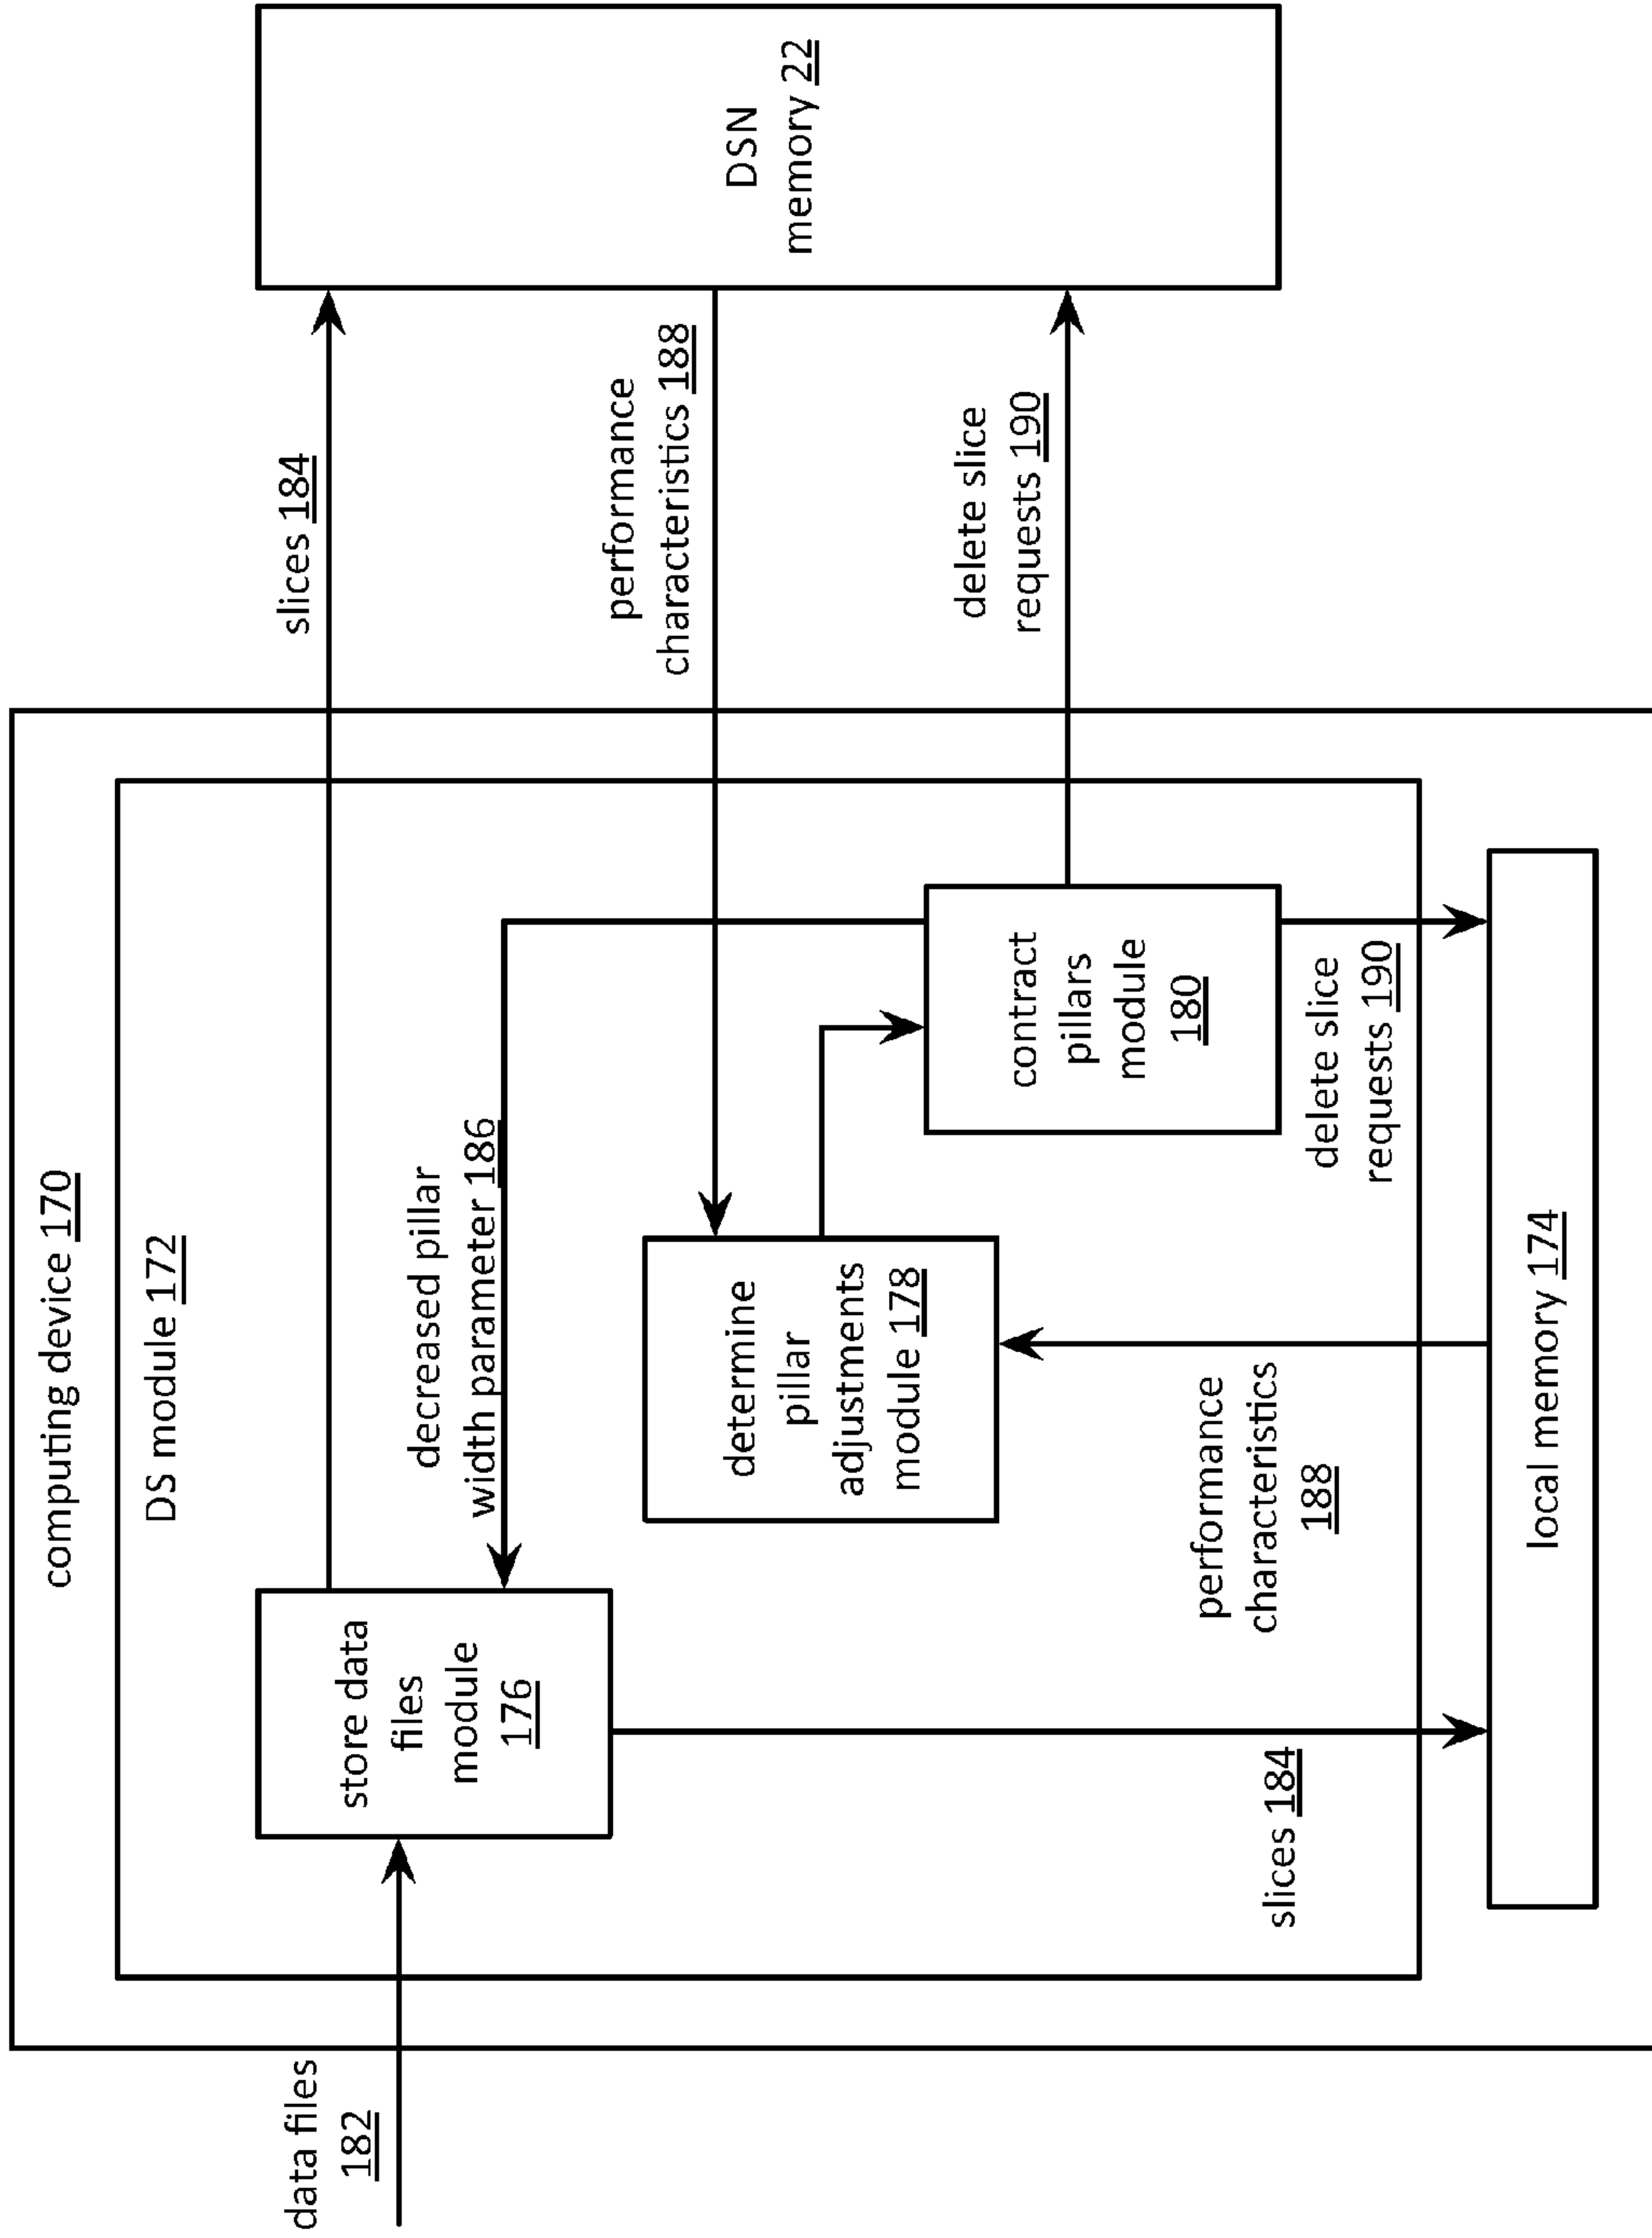 computing device 170
DS module 172
data files
182
store data
files
module
176
slices 184
decreased pillar
width parameter 186
performance
characteristics 188
DSN
memory 22
determine
pillar
adjustments
module 178
contract
pillars
module
180
delete slice
requests 190
slices 184
performance
characteristics
188
delete slice
requests 190
local memory 174